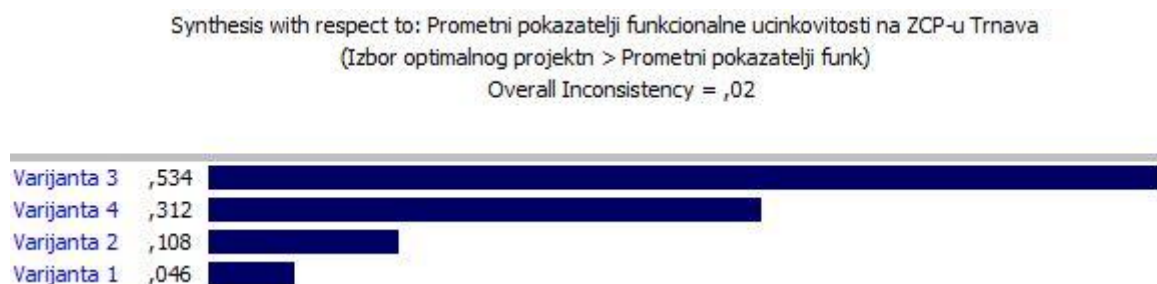 Synthesis with respect to: Prometni pokazatelji funkcionalne ucinkovitosti na ZCP-u Trnava
(Izbor optimalnog projektn > Prometni pokazatelji funk)
Overall Inconsistency = ,02
Varijanta 3 ,534
Varijanta 4 ,312
Varijanta 2 ,108
Varijanta 1 ,046